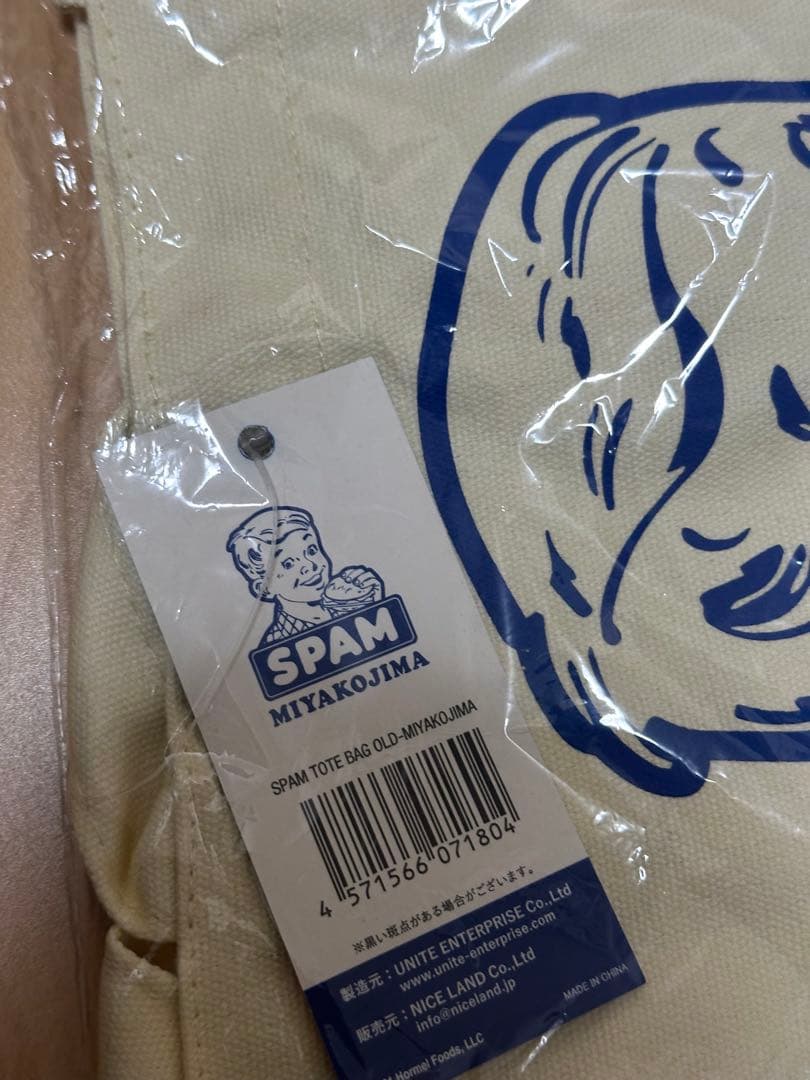 SPAM
MIYAKOJIMA
SPAM TOTE BAG OLD-MIYAKOJIMA
4 571566 071804
※黒い斑点がある場合がございます。
製造元：UNITE ENTERPRISE Co.,Ltd
www.unite-enterprise.com
販売元：NICE LAND Co.,Ltd
info@niceland.jp
MADE IN CHINA
Hormel Foods, LLC